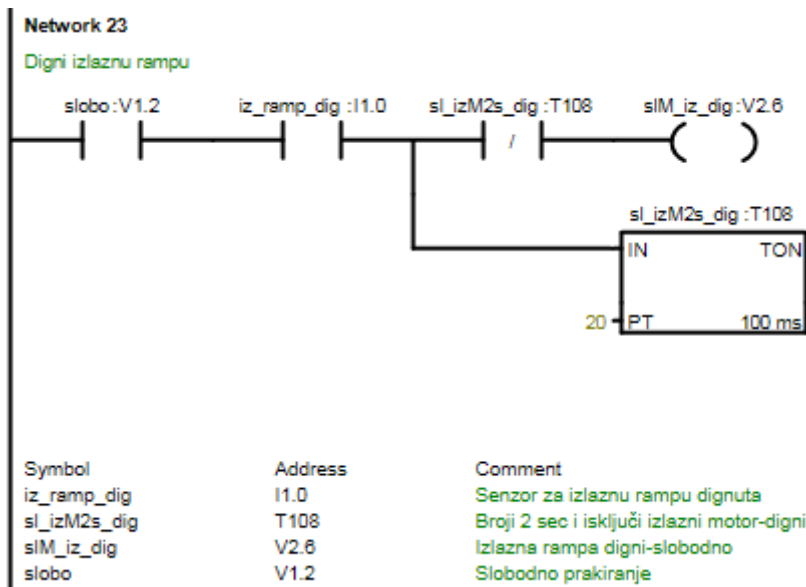 Network 23
Digni izlaznu rampu
slobo:V1.2 iz_ramp_dig :I1.0 sl_izM2s_dig :T108 slM_iz_dig:V2.6
/
sl_izM2s_dig :T108
IN TON
20 PT 100 ms
Symbol Address Comment
iz_ramp_dig I1.0 Senzor za izlaznu rampu dignuta
sl_izM2s_dig T108 Broji 2 sec i isključi izlazni motor-digni
slM_iz_dig V2.6 Izlazna rampa digni-slobodno
slobo V1.2 Slobodno prakiranje